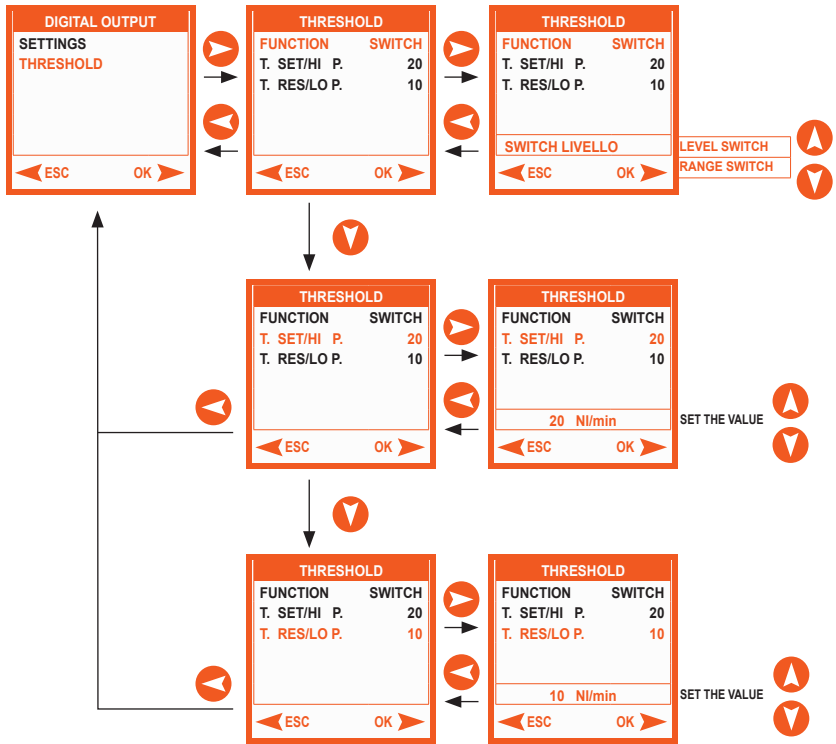 DIGITAL OUTPUT
SETTINGS
THRESHOLD
ESC OK
THRESHOLD
FUNCTION SWITCH
T. SET/HI P. 20
T. RES/LO P. 10
ESC OK
THRESHOLD
FUNCTION SWITCH
T. SET/HI P. 20
T. RES/LO P. 10
SWITCH LIVELLO
ESC OK
LEVEL SWITCH
RANGE SWITCH
THRESHOLD
FUNCTION SWITCH
T. SET/HI P. 20
T. RES/LO P. 10
ESC OK
THRESHOLD
FUNCTION SWITCH
T. SET/HI P. 20
T. RES/LO P. 10
20 Nl/min
ESC OK
SET THE VALUE
THRESHOLD
FUNCTION SWITCH
T. SET/HI P. 20
T. RES/LO P. 10
ESC OK
THRESHOLD
FUNCTION SWITCH
T. SET/HI P. 20
T. RES/LO P. 10
10 Nl/min
ESC OK
SET THE VALUE